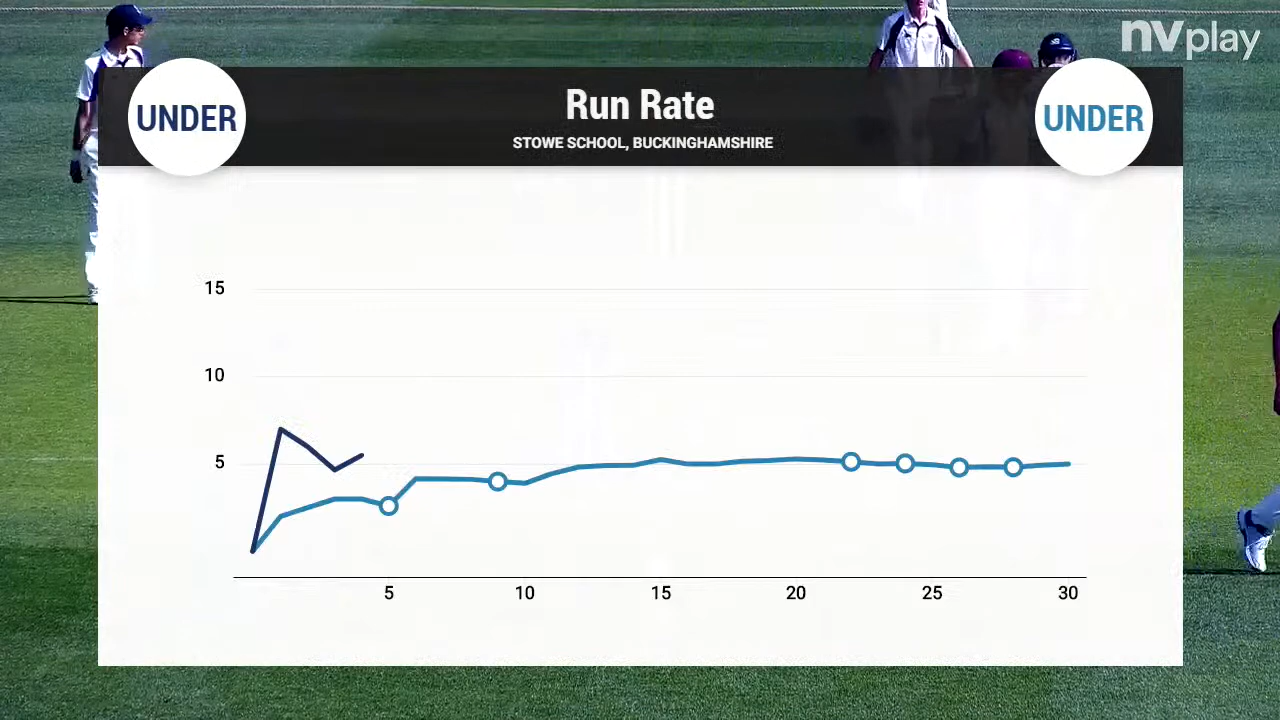 nvplay
UNDER
Run Rate
UNDER
STOWE SCHOOL, BUCKINGHAMSHIRE
15
10
5
5 10 15 20 25 30